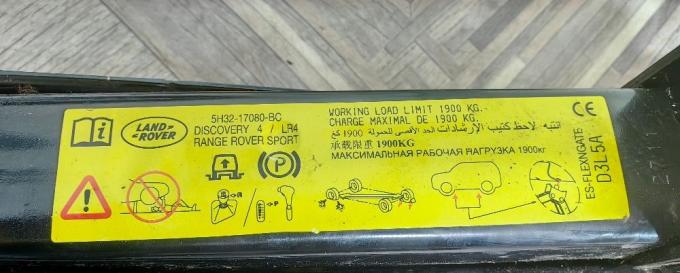 LAND-
ROVER
5H32-17080-BC
DISCOVERY 4 / LR4
RANGE ROVER SPORT
WORKING LOAD LIMIT 1900 KG.
CHARGE MAXIMAL DE 1900 KG.
انتبه لاحظ كتيب الإرشادات الحد الأقصى للحمولة 1900 كغ
承载限重 1900KG
МАКСИМАЛЬНАЯ РАБОЧАЯ НАГРУЗКА 1900кг
P
R
P
CE
ES-FLEXNGATE
D3L5A